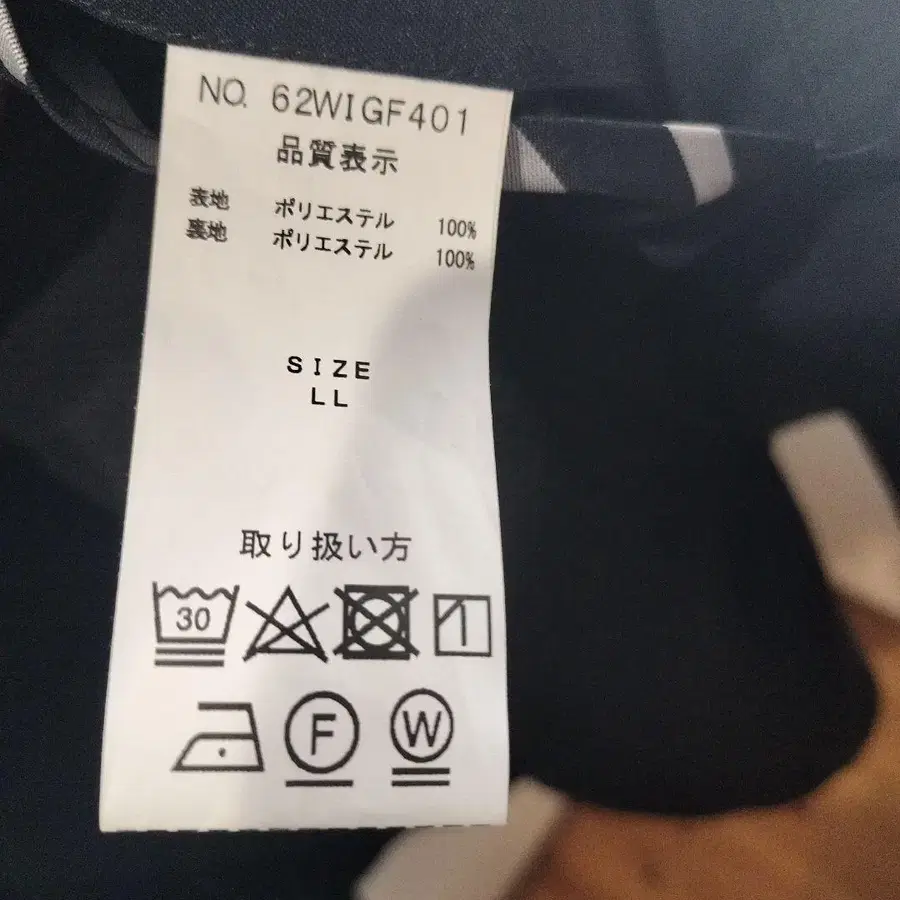 NO. 62WIGF401
品質表示
表地 ポリエステル 100%
裏地 ポリエステル 100%
SIZE
LL
取り扱い方
30
F W